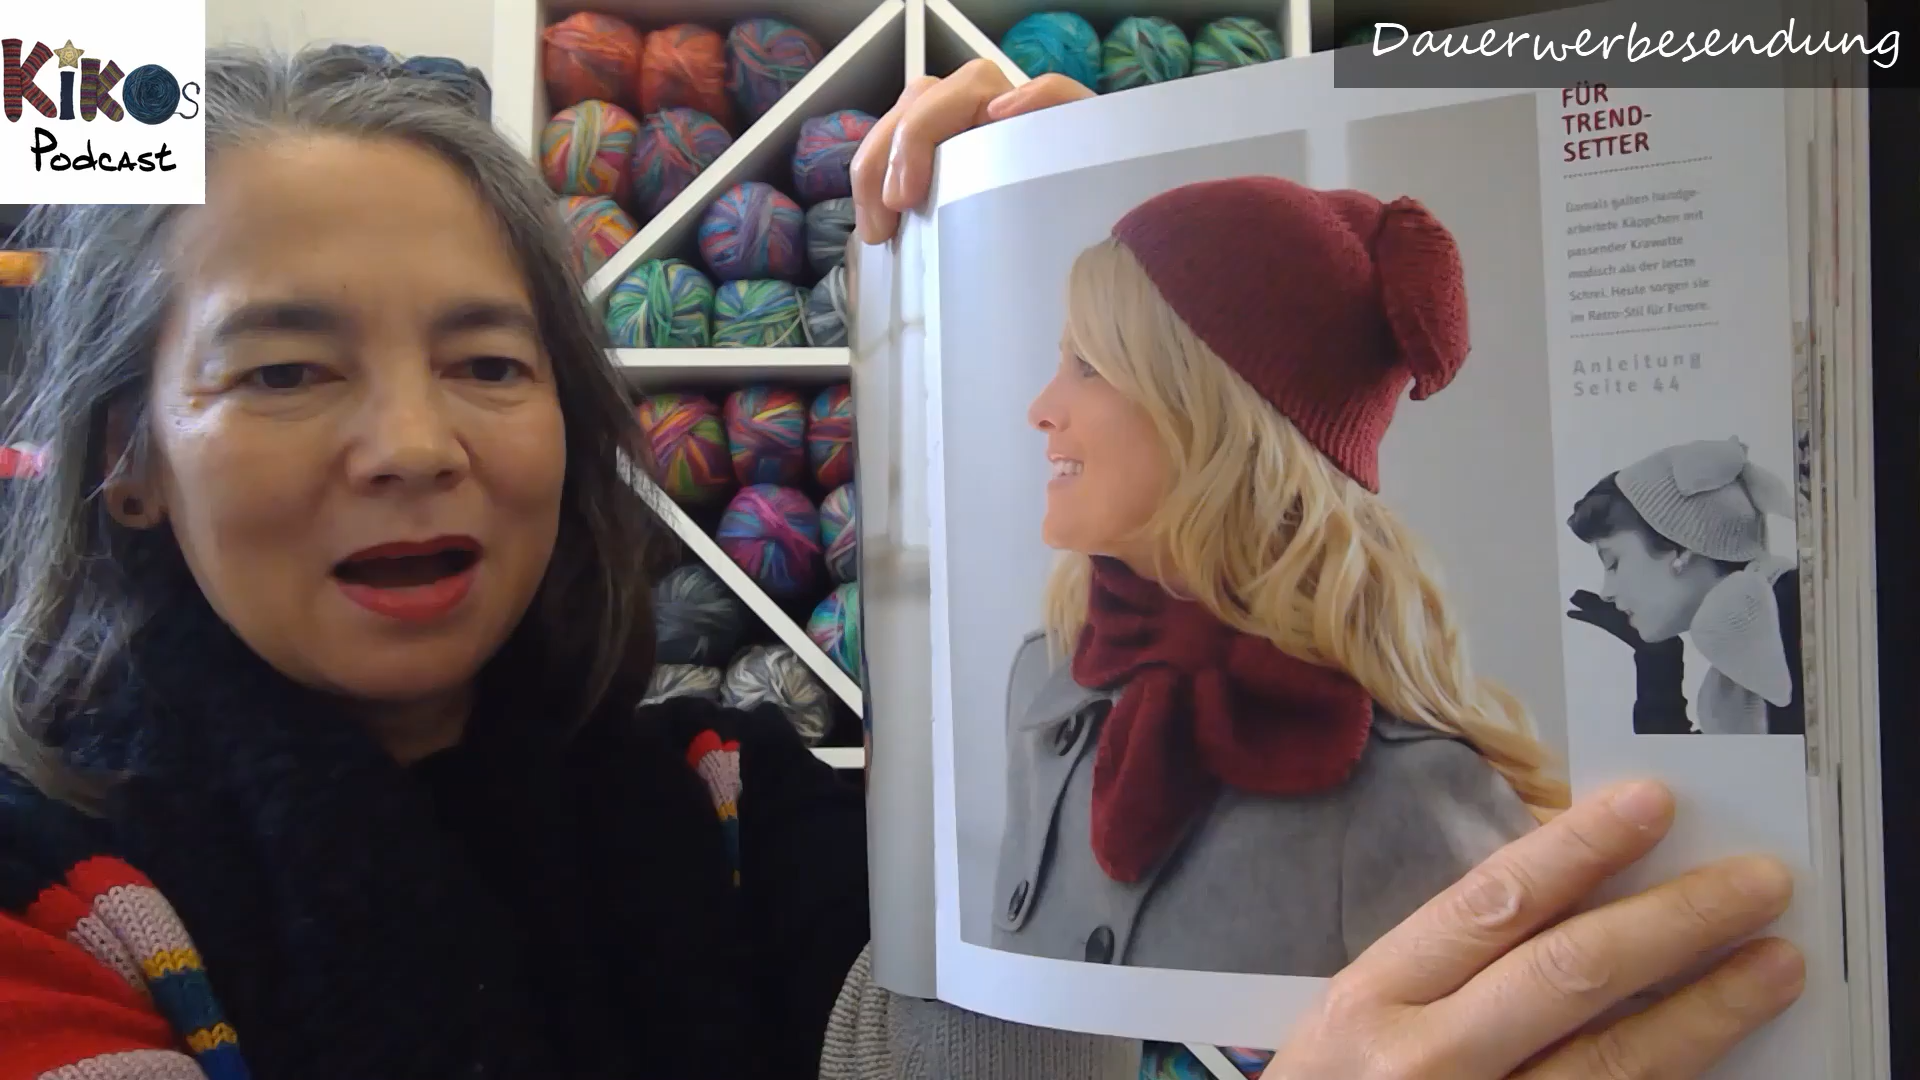 KiKOs
Podcast
Dauerwerbesendung
FÜR
TREND-
SETTER
Damals galten handge-
arbeitete Käppchen mit
passender Krawatte
modisch als der letzte
Schrei. Heute sorgen sie
im Retro-Stil für Furore.
Anleitung
Seite 44